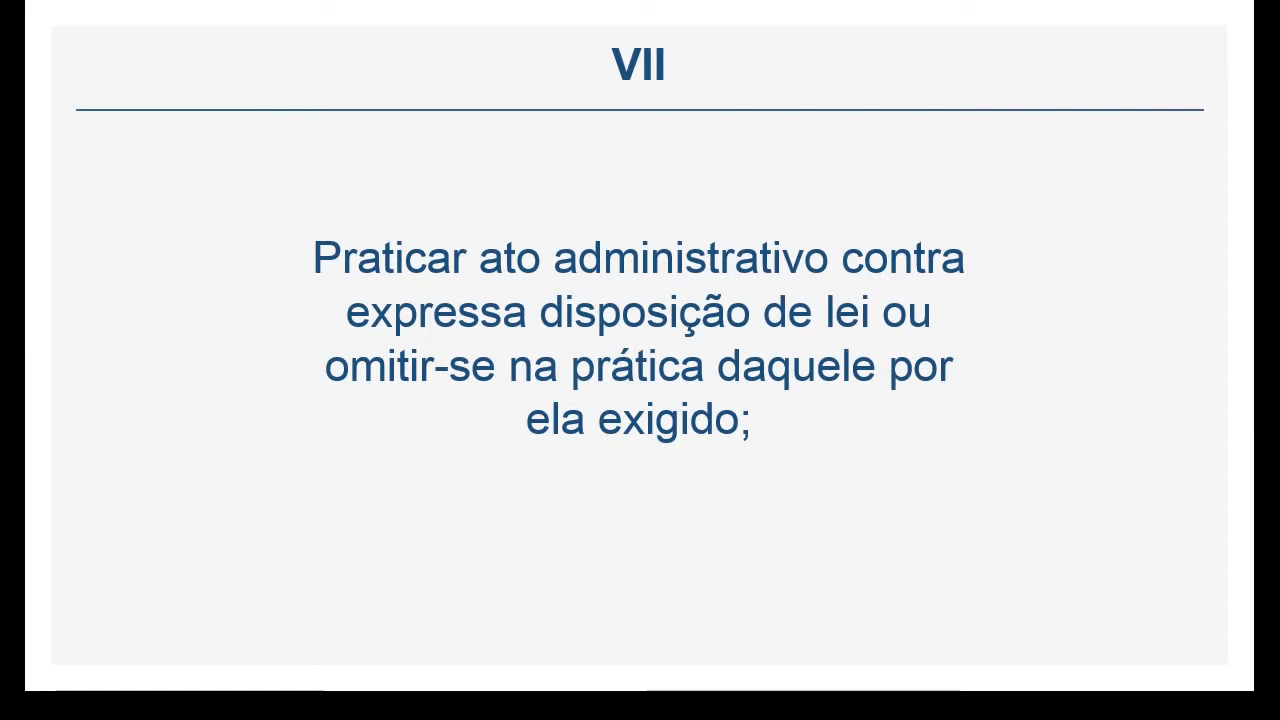 VII
Praticar ato administrativo contra
expressa disposição de lei ou
omitir-se na prática daquele por
ela exigido;